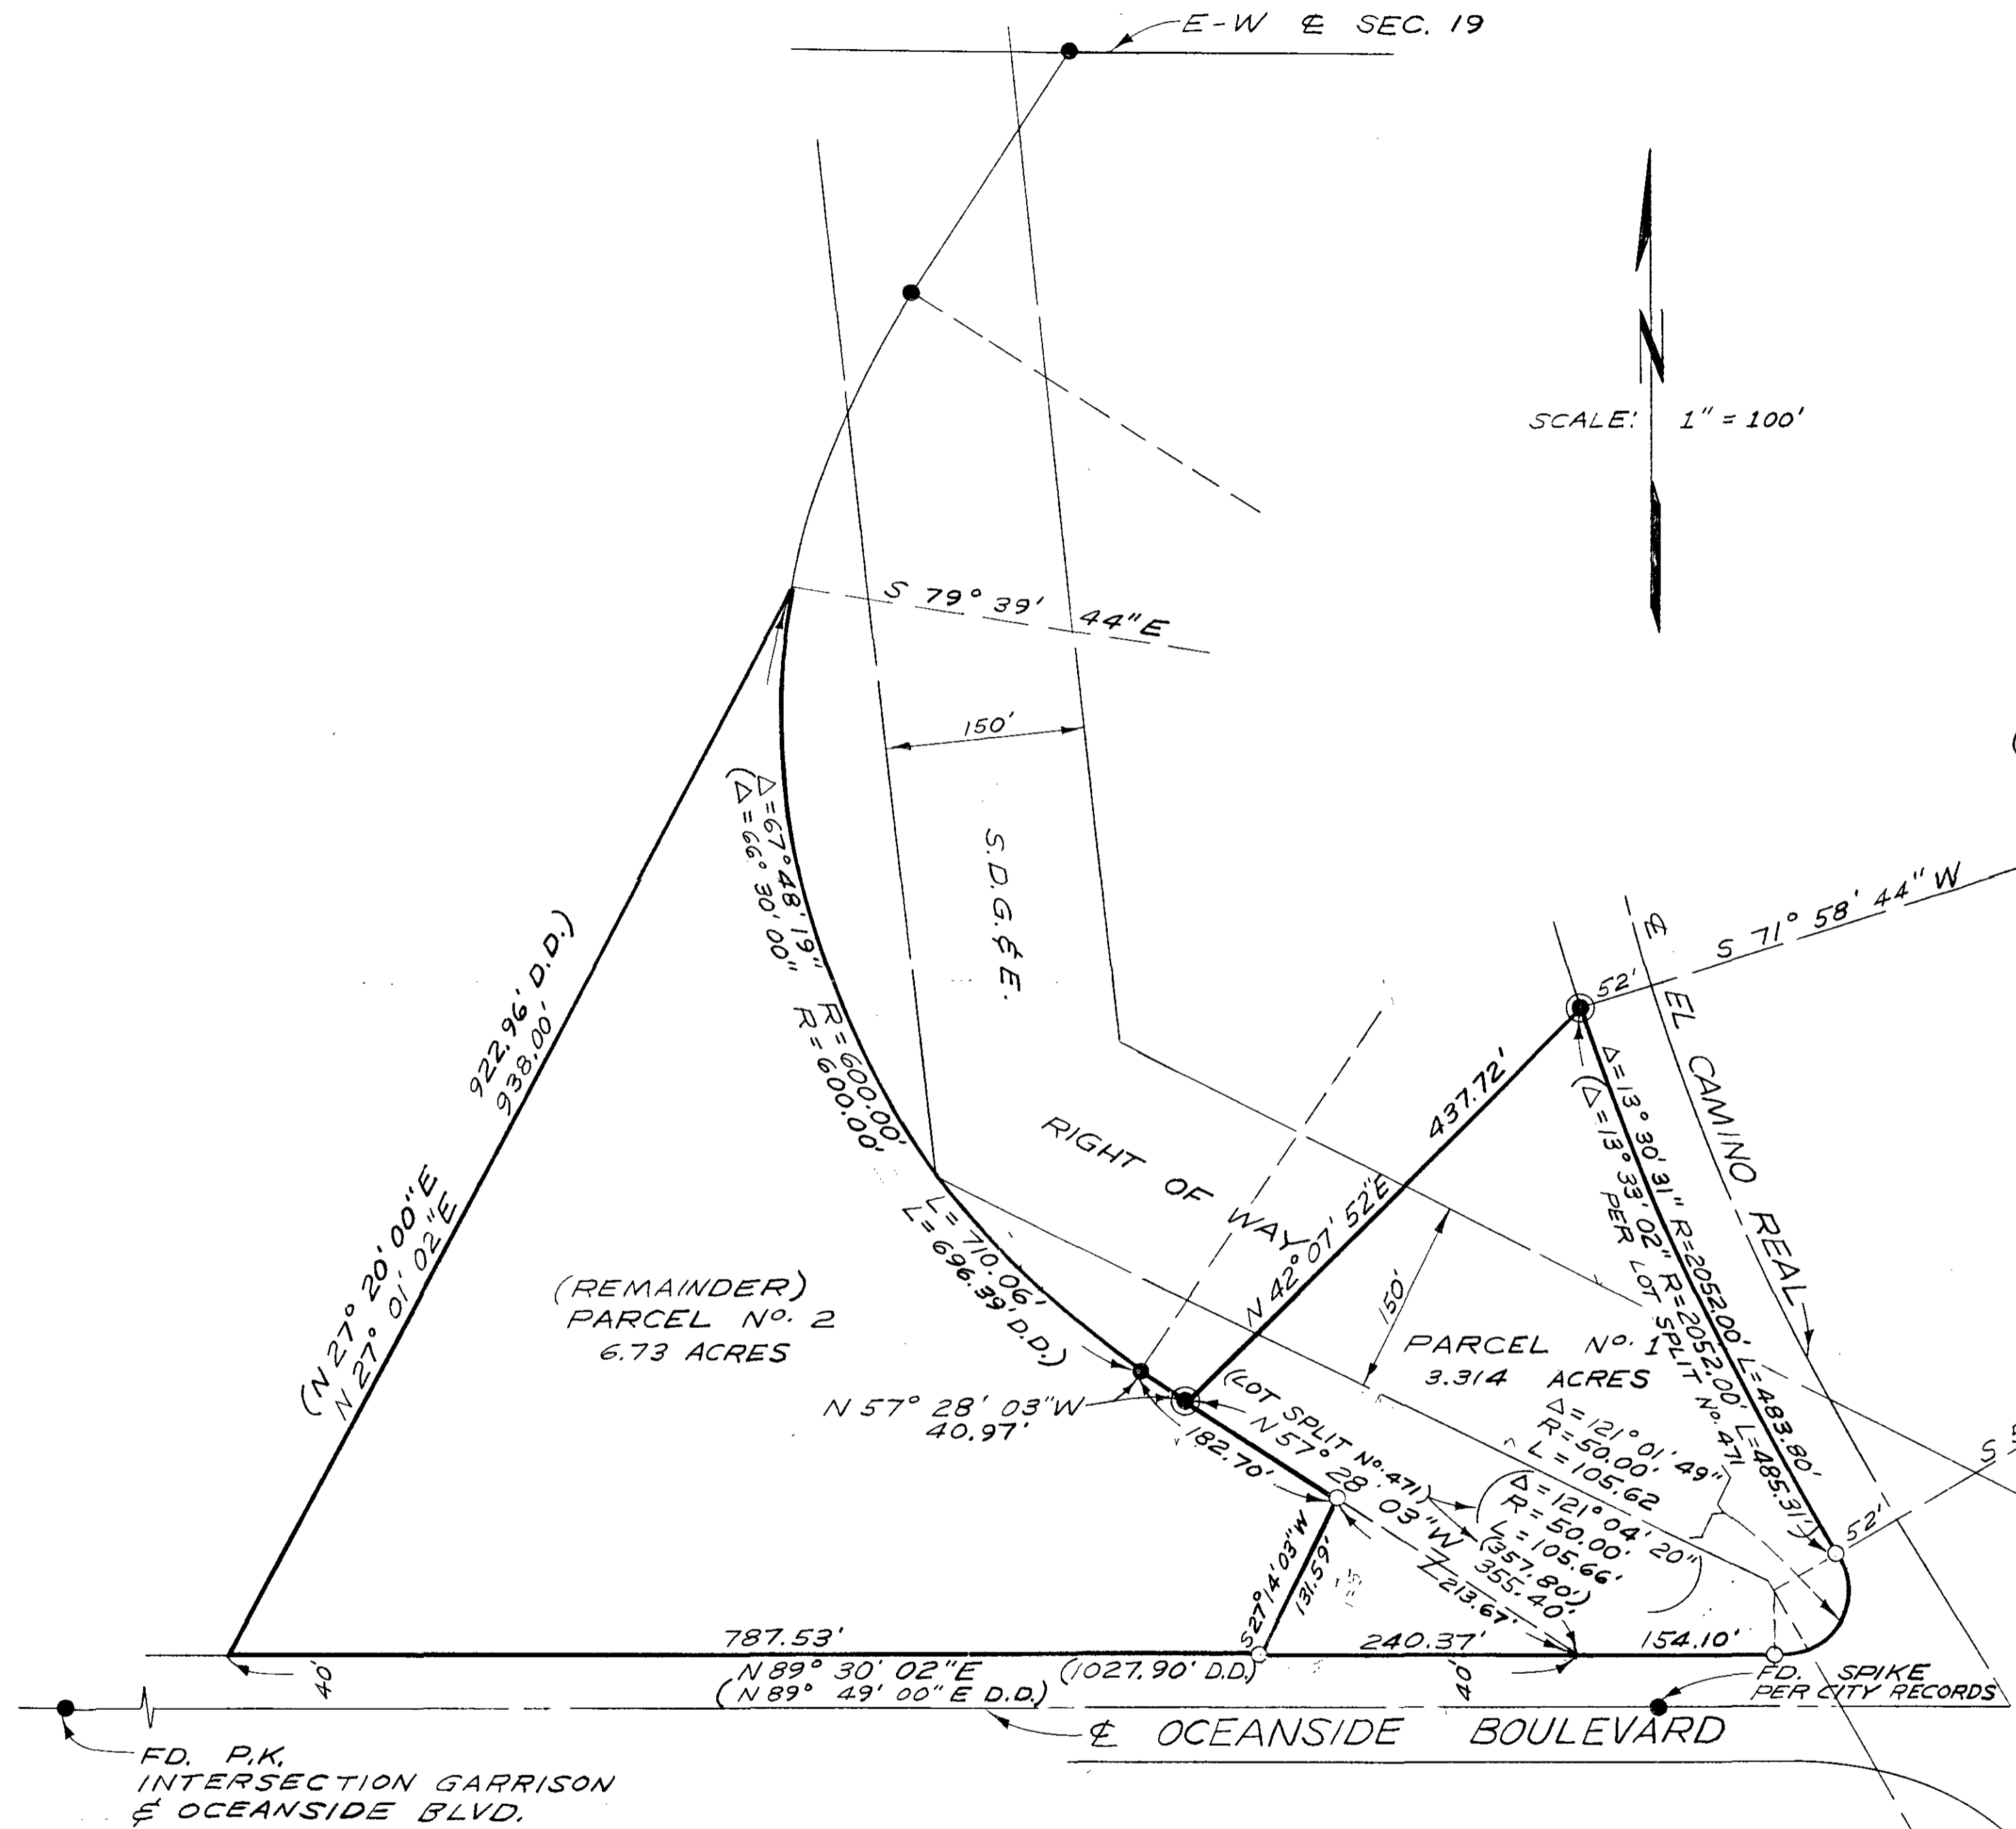 E-W ℄ SEC. 19
N
SCALE: 1" = 100'
S 79° 39' 44" E
150'
Δ = 67° 48' 19" R = 600.00' L = 710.06'
(Δ = 66° 30' 00" R = 600.00' L = 696.39' D.D.)
S.D.G. & E.
RIGHT OF WAY
S 71° 58' 44" W
52'
℄ EL CAMINO REAL
Δ = 13° 30' 31" R = 2052.00' L = 483.80'
(Δ = 13° 33' 02" R = 2052.00' L = 485.31')
PER LOT SPLIT No. 471
922.96' D.D.)
938.00'
(N 27° 20' 00" E
N 27° 01' 02" E
437.72'
N 42° 07' 52" E
150'
(REMAINDER)
PARCEL No. 2
6.73 ACRES
PARCEL No. 1
3.314 ACRES
N 57° 28' 03" W
40.97'
182.70'
(LOT SPLIT No. 471)
N 57° 28' 03" W 355.40'
(357.80')
213.67'
Δ = 121° 01' 49"
R = 50.00'
L = 105.62
Δ = 121° 04' 20"
R = 50.00'
L = 105.66'
52'
S
S 27° 14' 03" W
131.59'
787.53'
240.37'
154.10'
N 89° 30' 02" E (1027.90' D.D.)
(N 89° 49' 00" E D.D.)
40'
40'
FD. SPIKE
PER CITY RECORDS
℄ OCEANSIDE BOULEVARD
FD. P.K.
INTERSECTION GARRISON
& OCEANSIDE BLVD.